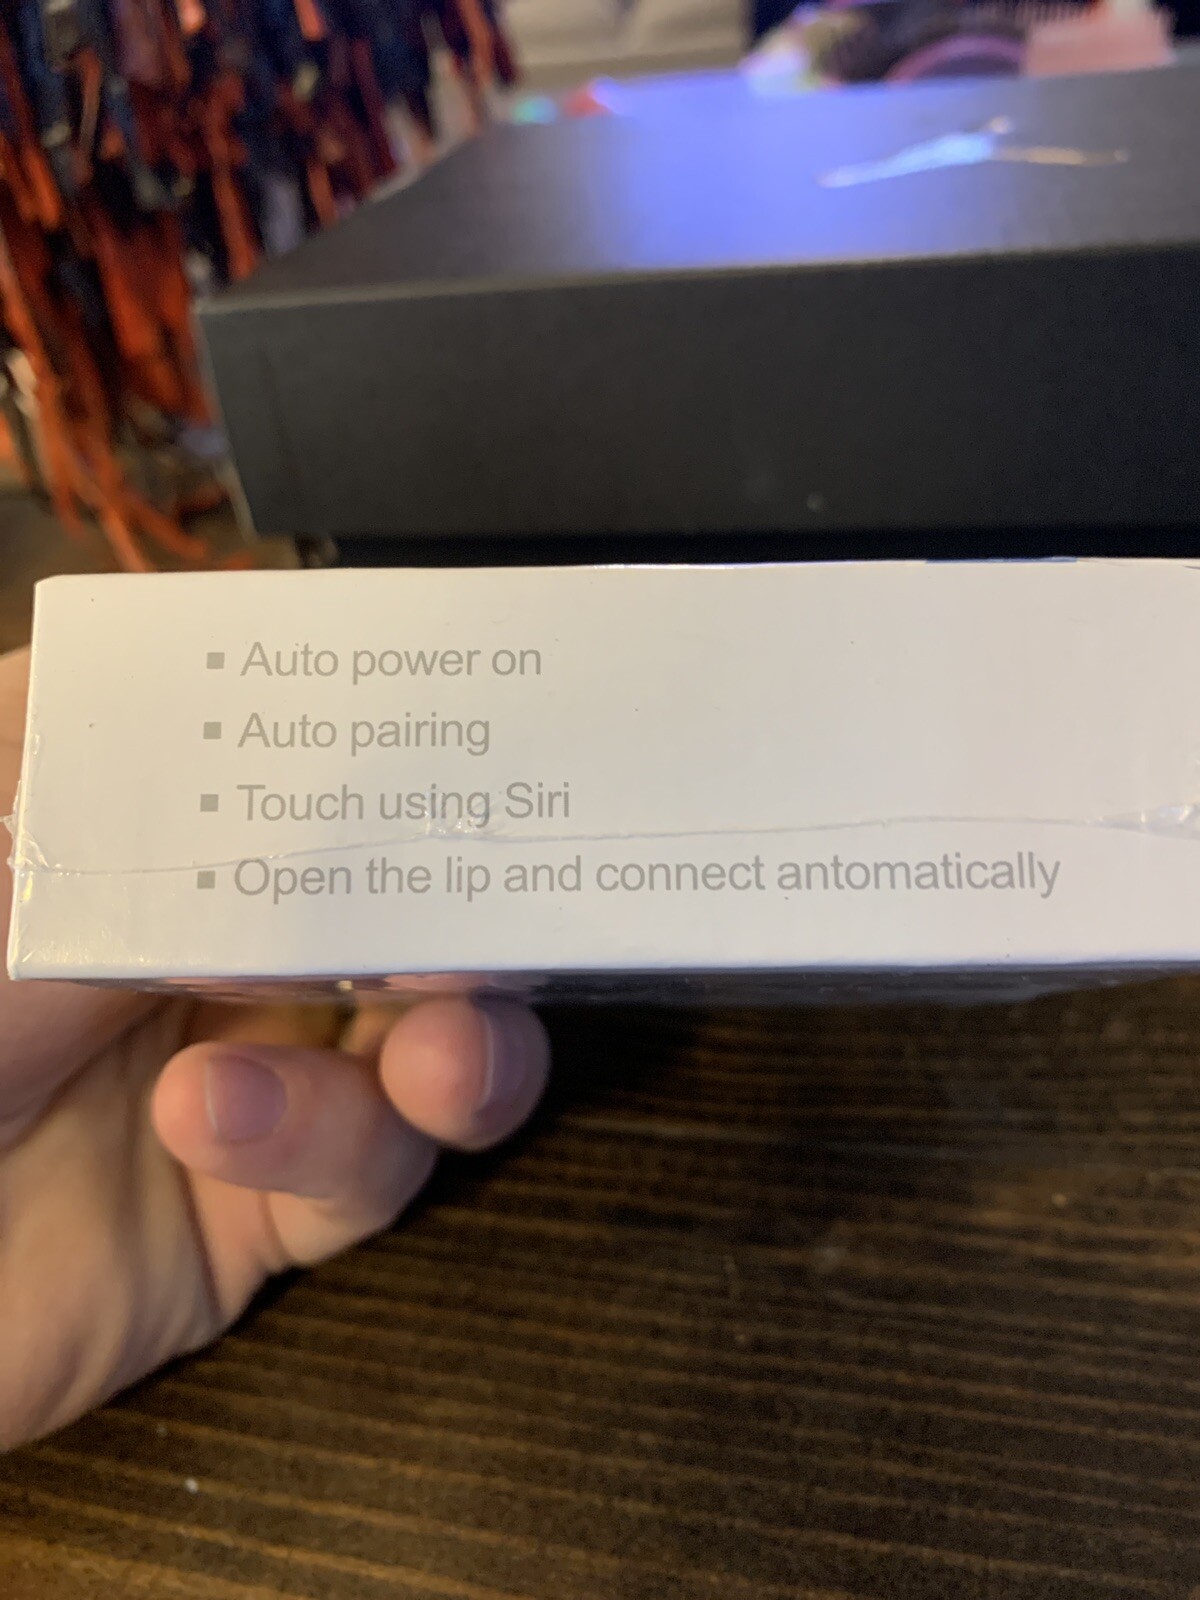 ▪ Auto power on
▪ Auto pairing
▪ Touch using Siri
▪ Open the lip and connect antomatically